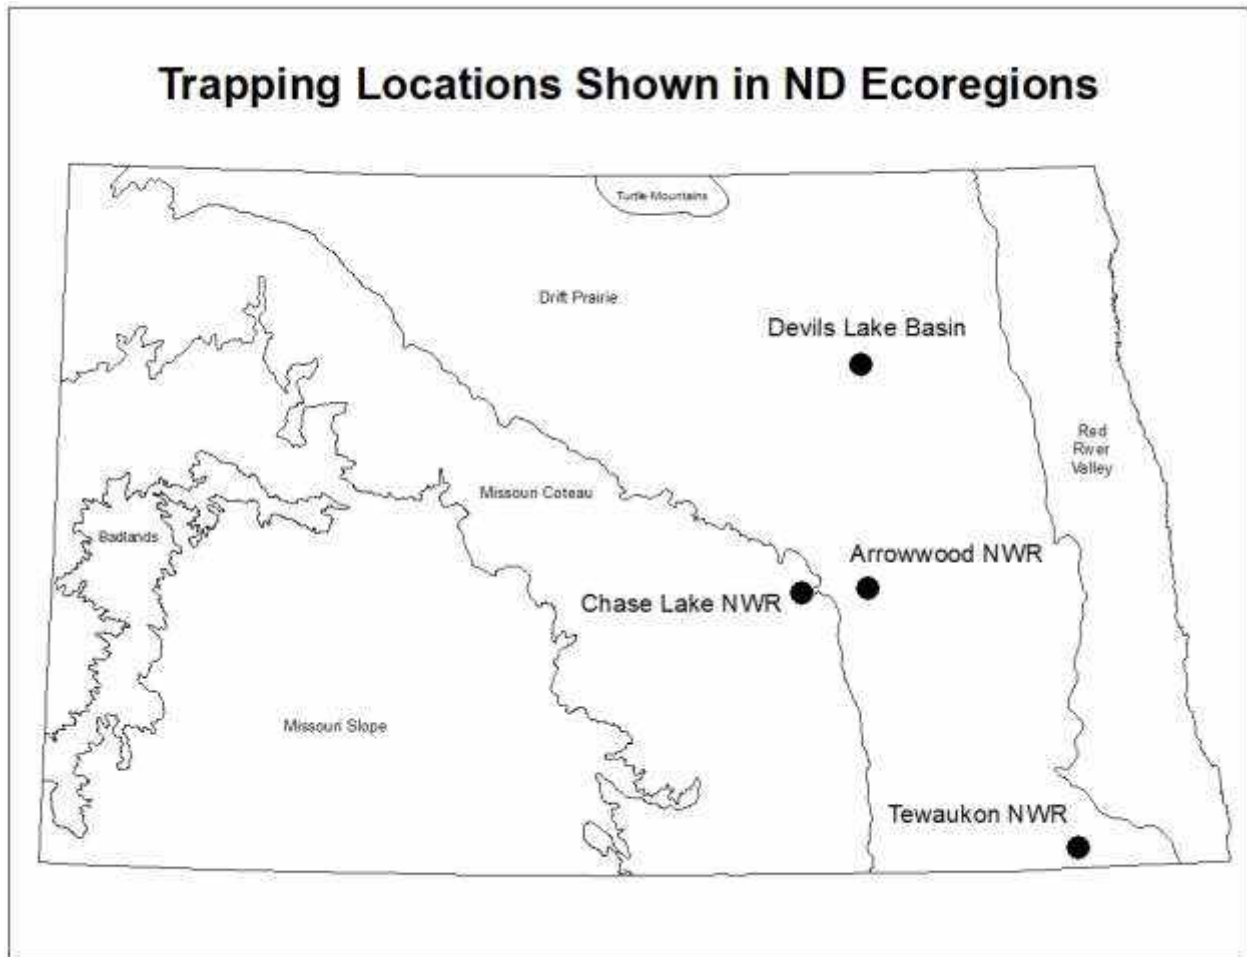 Trapping Locations Shown in ND Ecoregions
Turtle Mountains
Drift Prairie
Devils Lake Basin
Red
River
Valley
Missouri Coteau
Badlands
Arrowwood NWR
Chase Lake NWR
Missouri Slope
Tewaukon NWR